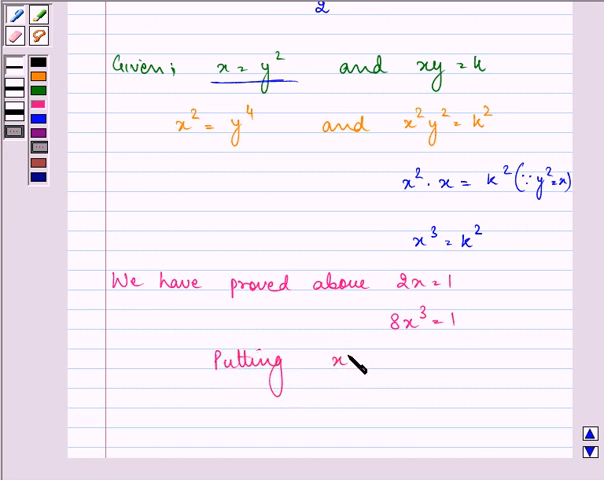 2
Given; x = y² and xy = k
x² = y⁴ and x²y² = k²
x² · x = k² (∵ y² = x)
x³ = k²
We have proved above 2x = 1
8x³ = 1
Putting x